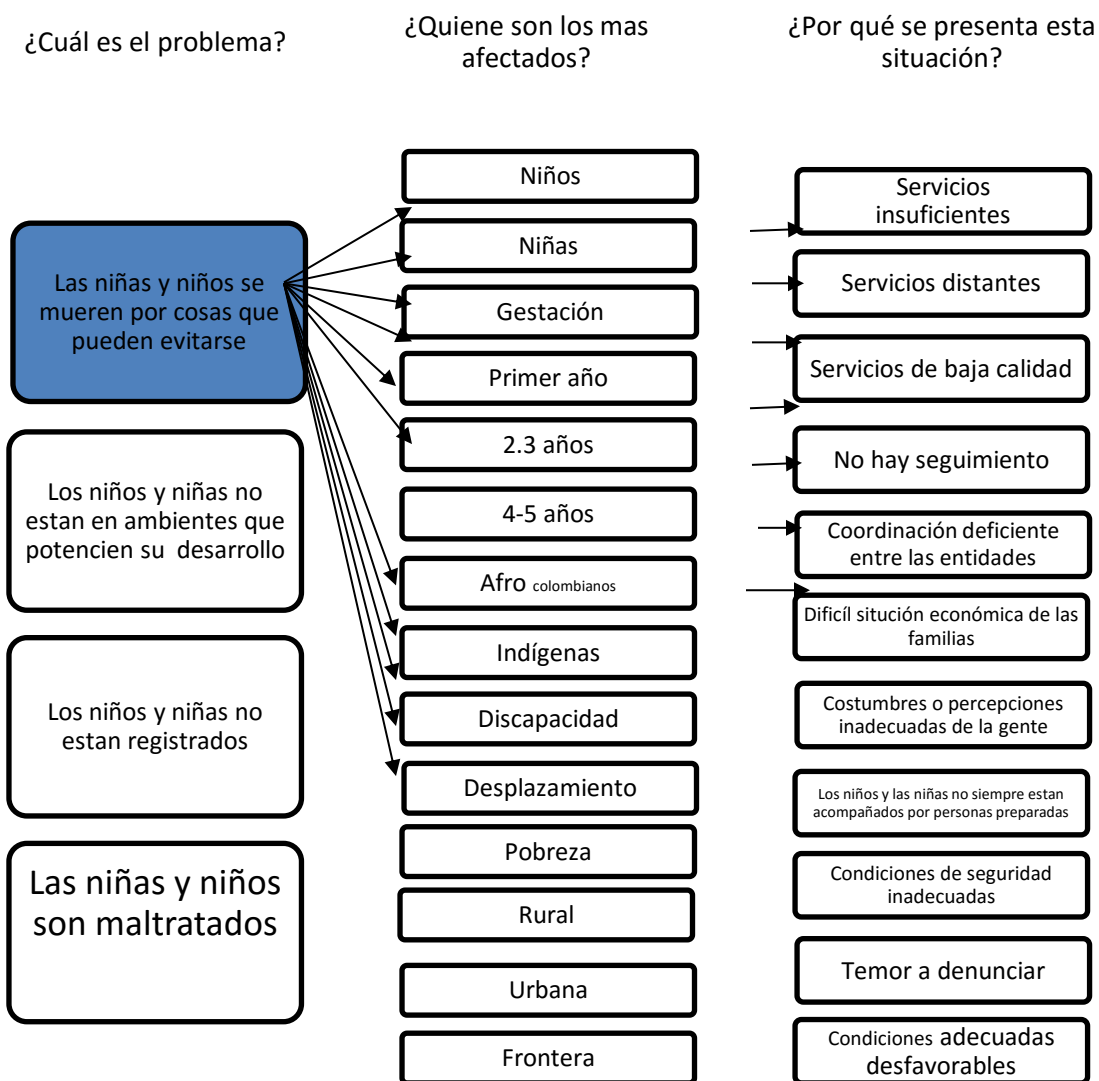 ¿Cuál es el problema?
¿Quiene son los mas
afectados?
¿Por qué se presenta esta
situación?
Las niñas y niños se
mueren por cosas que
pueden evitarse
Los niños y niñas no
estan en ambientes que
potencien su desarrollo
Los niños y niñas no
estan registrados
Las niñas y niños
son maltratados
Niños
Niñas
Gestación
Primer año
2.3 años
4-5 años
Afro colombianos
Indígenas
Discapacidad
Desplazamiento
Pobreza
Rural
Urbana
Frontera
Servicios
insuficientes
Servicios distantes
Servicios de baja calidad
No hay seguimiento
Coordinación deficiente
entre las entidades
Dificíl situción económica de las
familias
Costumbres o percepciones
inadecuadas de la gente
Los niños y las niñas no siempre estan
acompañados por personas preparadas
Condiciones de seguridad
inadecuadas
Temor a denunciar
Condiciones adecuadas
desfavorables